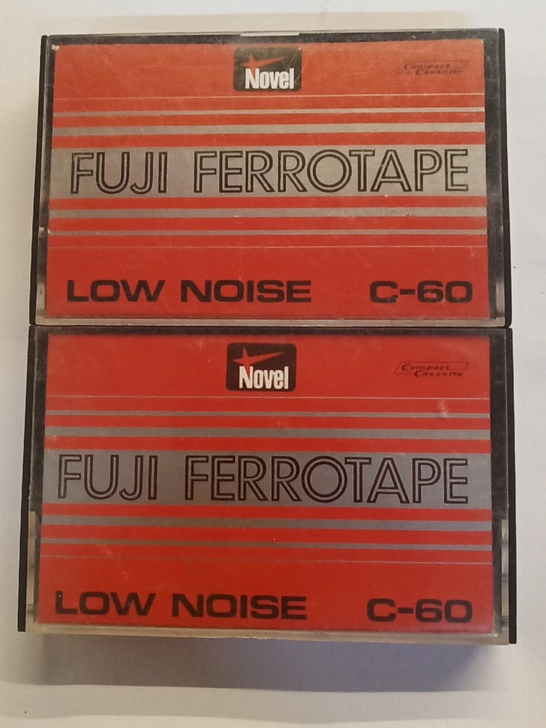 Novel
Compact
Cassette
FUJI FERROTAPE
LOW NOISE C-60
Novel
Compact
Cassette
FUJI FERROTAPE
LOW NOISE C-60